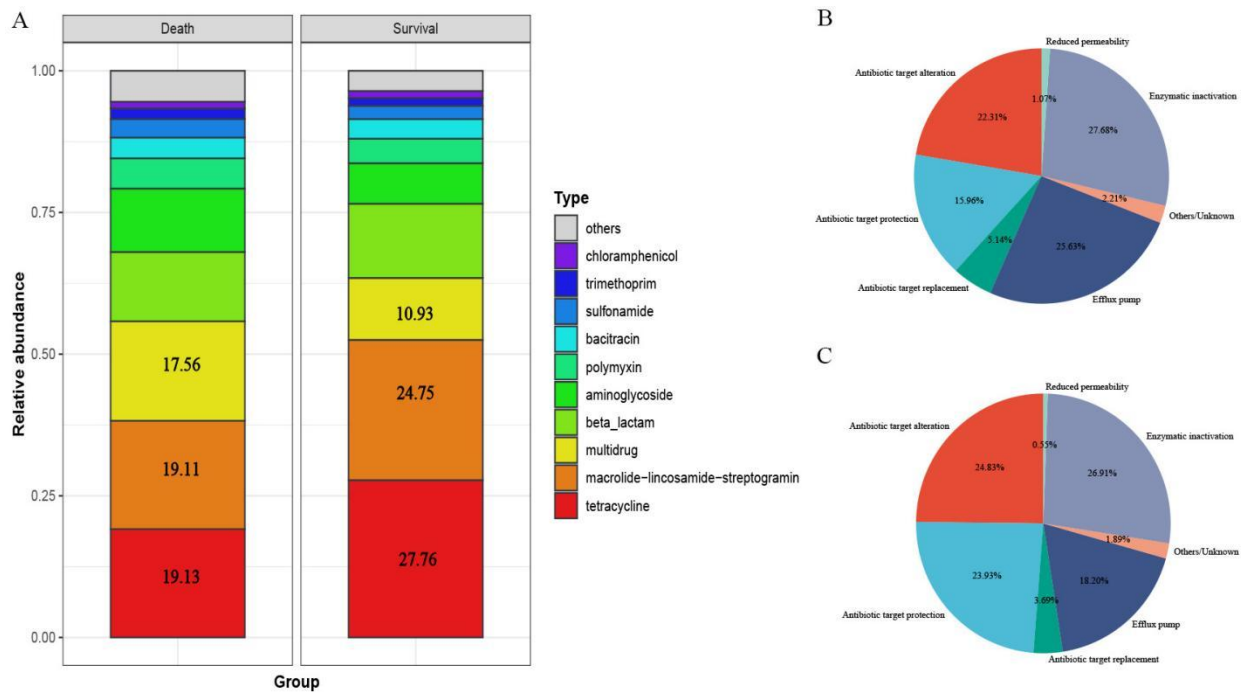 A
Death
Survival
1.00
0.75
0.50
0.25
0.00
Relative abundance
17.56
19.11
19.13
10.93
24.75
27.76
Group
Type
others
chloramphenicol
trimethoprim
sulfonamide
bacitracin
polymyxin
aminoglycoside
beta_lactam
multidrug
macrolide−lincosamide−streptogramin
tetracycline
B
Reduced permeability
Antibiotic target alteration
Enzymatic inactivation
1.07%
22.31%
27.68%
15.96%
2.21%
Others/Unknown
Antibiotic target protection
5.14%
25.63%
Antibiotic target replacement
Efflux pump
C
Reduced permeability
Antibiotic target alteration
Enzymatic inactivation
0.55%
24.83%
26.91%
1.89%
Others/Unknown
23.93%
18.20%
Antibiotic target protection
3.69%
Efflux pump
Antibiotic target replacement